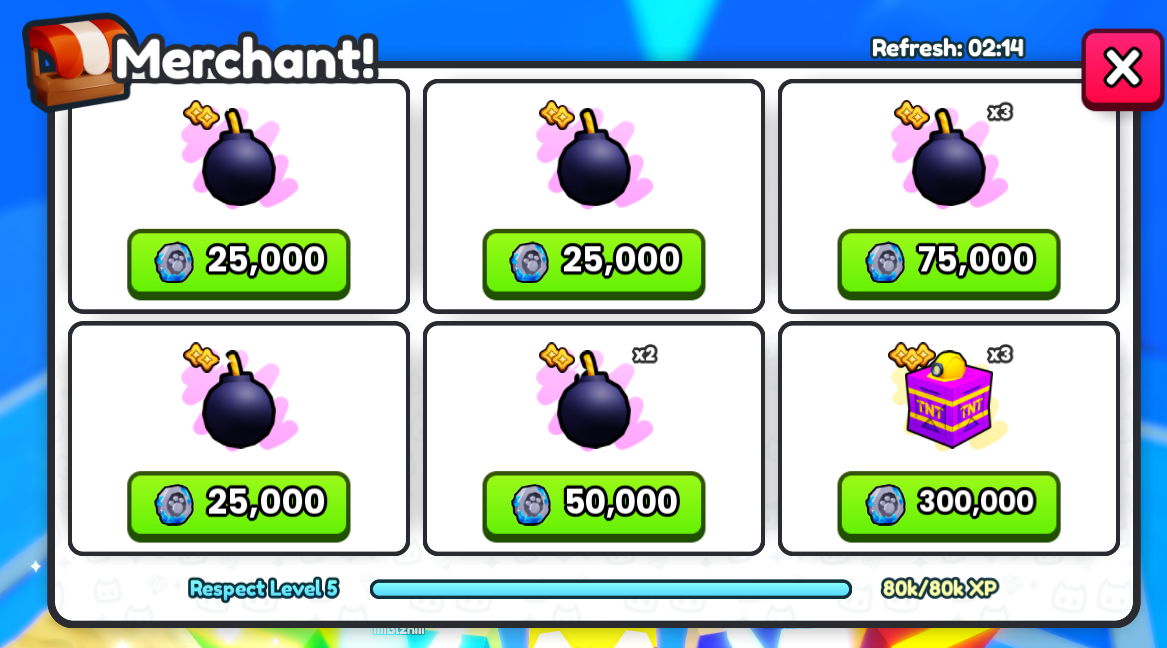 Merchant!
Refresh: 02:14
X
x3
25,000
25,000
75,000
x2
x3
TNT TNT
25,000
50,000
300,000
Respect Level 5
80k/80k XP